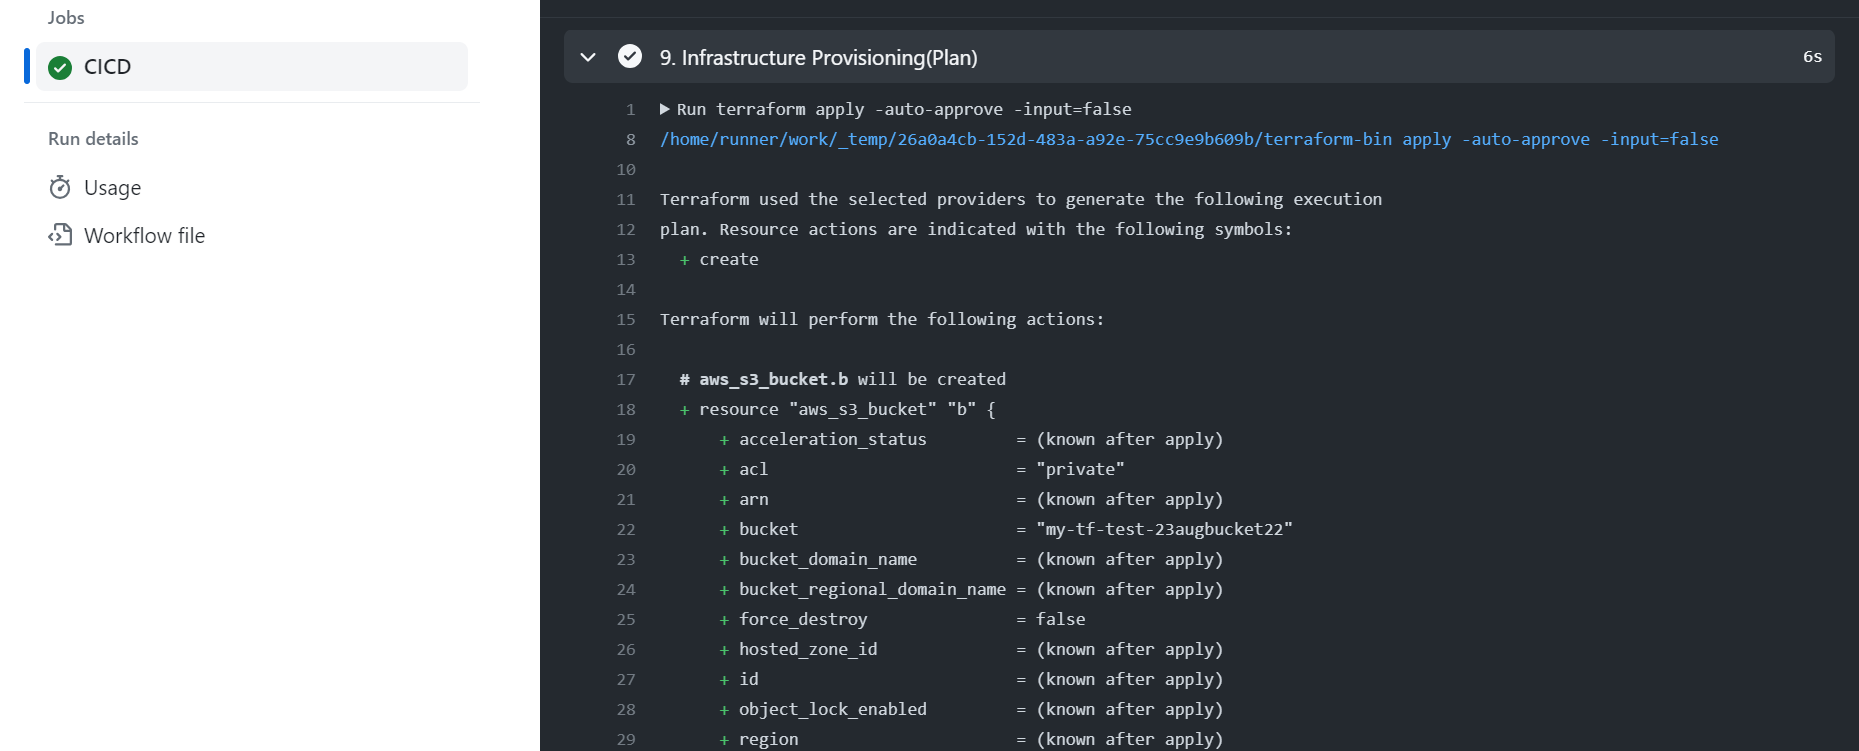 Jobs
CICD
Run details
Usage
Workflow file
9. Infrastructure Provisioning(Plan) 6s
1 Run terraform apply -auto-approve -input=false
8 /home/runner/work/_temp/26a0a4cb-152d-483a-a92e-75cc9e9b609b/terraform-bin apply -auto-approve -input=false
10
11 Terraform used the selected providers to generate the following execution
12 plan. Resource actions are indicated with the following symbols:
13 + create
14
15 Terraform will perform the following actions:
16
17 # aws_s3_bucket.b will be created
18 + resource "aws_s3_bucket" "b" {
19 + acceleration_status = (known after apply)
20 + acl = "private"
21 + arn = (known after apply)
22 + bucket = "my-tf-test-23augbucket22"
23 + bucket_domain_name = (known after apply)
24 + bucket_regional_domain_name = (known after apply)
25 + force_destroy = false
26 + hosted_zone_id = (known after apply)
27 + id = (known after apply)
28 + object_lock_enabled = (known after apply)
29 + region = (known after apply)